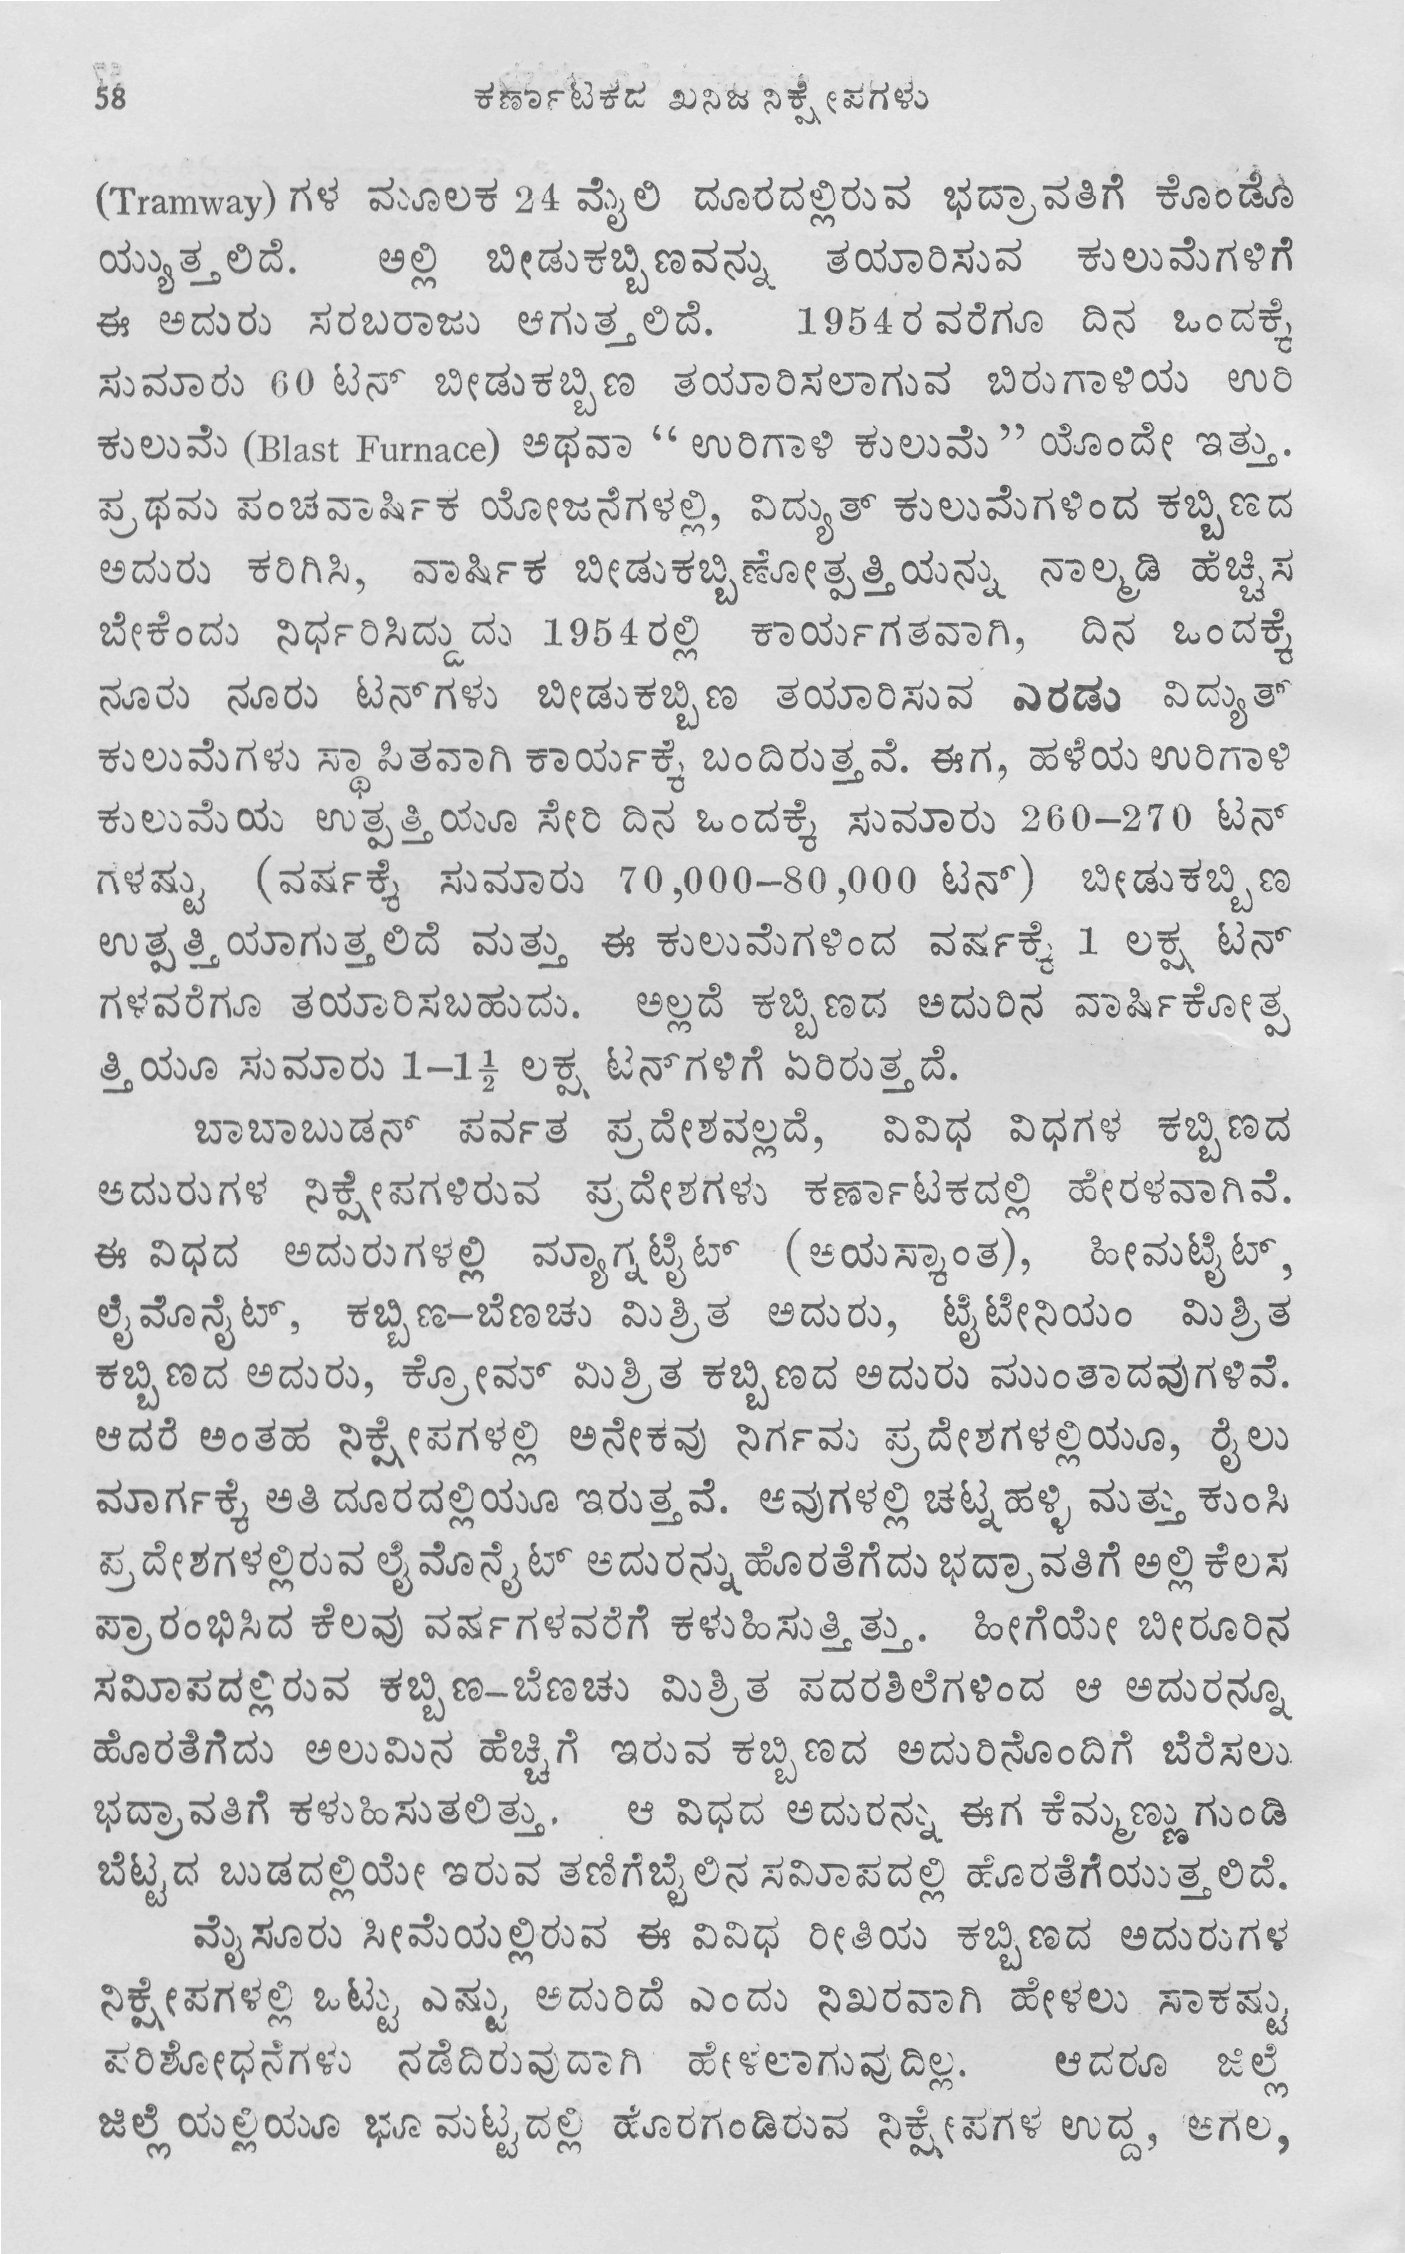 58
ಕರ್ಣಾಟಕದ ಖನಿಜ ನಿಕ್ಷೇಪಗಳು
(Tramway) ಗಳ ಮೂಲಕ 24 ಮೈಲಿ ದೂರದಲ್ಲಿರುವ ಭದ್ರಾವತಿಗೆ ಕೊಂಡೊ
ಯ್ಯುತ್ತಲಿದೆ. ಅಲ್ಲಿ ಬೀಡುಕಬ್ಬಿಣವನ್ನು ತಯಾರಿಸುವ ಕುಲುಮೆಗಳಿಗೆ
ಈ ಅದುರು ಸರಬರಾಜು ಆಗುತ್ತಲಿದೆ. 1954ರ ವರೆಗೂ ದಿನ ಒಂದಕ್ಕೆ
ಸುಮಾರು 60 ಟನ್ ಬೀಡುಕಬ್ಬಿಣ ತಯಾರಿಸಲಾಗುವ ಬಿರುಗಾಳಿಯ ಉರಿ
ಕುಲುಮೆ (Blast Furnace) ಅಥವಾ “ ಉರಿಗಾಳಿ ಕುಲುಮೆ ” ಯೊಂದೇ ಇತ್ತು.
ಪ್ರಥಮ ಪಂಚವಾರ್ಷಿಕ ಯೋಜನೆಗಳಲ್ಲಿ, ವಿದ್ಯುತ್ ಕುಲುಮೆಗಳಿಂದ ಕಬ್ಬಿಣದ
ಅದುರು ಕರಿಗಿಸಿ, ವಾರ್ಷಿಕ ಬೀಡುಕಬ್ಬಿಣೋತ್ಪತ್ತಿಯನ್ನು ನಾಲ್ಮಡಿ ಹೆಚ್ಚಿಸ
ಬೇಕೆಂದು ನಿರ್ಧರಿಸಿದ್ದುದು 1954ರಲ್ಲಿ ಕಾರ್ಯಗತವಾಗಿ, ದಿನ ಒಂದಕ್ಕೆ
ನೂರು ನೂರು ಟನ್‌ಗಳು ಬೀಡುಕಬ್ಬಿಣ ತಯಾರಿಸುವ ಎರಡು ವಿದ್ಯುತ್
ಕುಲುಮೆಗಳು ಸ್ಥಾಪಿತವಾಗಿ ಕಾರ್ಯಕ್ಕೆ ಬಂದಿರುತ್ತವೆ. ಈಗ, ಹಳೆಯ ಉರಿಗಾಳಿ
ಕುಲುಮೆಯ ಉತ್ಪತ್ತಿಯೂ ಸೇರಿ ದಿನ ಒಂದಕ್ಕೆ ಸುಮಾರು 260–270 ಟನ್
ಗಳಷ್ಟು (ವರ್ಷಕ್ಕೆ ಸುಮಾರು 70,000–80,000 ಟನ್) ಬೀಡುಕಬ್ಬಿಣ
ಉತ್ಪತ್ತಿಯಾಗುತ್ತಲಿದೆ ಮತ್ತು ಈ ಕುಲುಮೆಗಳಿಂದ ವರ್ಷಕ್ಕೆ 1 ಲಕ್ಷ ಟನ್
ಗಳವರೆಗೂ ತಯಾರಿಸಬಹುದು. ಅಲ್ಲದೆ ಕಬ್ಬಿಣದ ಅದುರಿನ ವಾರ್ಷಿಕೋತ್ಪ
ತ್ತಿಯೂ ಸುಮಾರು 1–1½ ಲಕ್ಷ ಟನ್‌ಗಳಿಗೆ ಏರಿರುತ್ತದೆ.
ಬಾಬಾಬುಡನ್ ಪರ್ವತ ಪ್ರದೇಶವಲ್ಲದೆ, ವಿವಿಧ ವಿಧಗಳ ಕಬ್ಬಿಣದ
ಅದುರುಗಳ ನಿಕ್ಷೇಪಗಳಿರುವ ಪ್ರದೇಶಗಳು ಕರ್ಣಾಟಕದಲ್ಲಿ ಹೇರಳವಾಗಿವೆ.
ಈ ವಿಧದ ಅದುರುಗಳಲ್ಲಿ ಮ್ಯಾಗ್ನಟೈಟ್ (ಅಯಸ್ಕಾಂತ), ಹೀಮಟೈಟ್,
ಲೈಮೊನೈಟ್, ಕಬ್ಬಿಣ–ಬೆಣಚು ಮಿಶ್ರಿತ ಅದುರು, ಟೈಟೇನಿಯಂ ಮಿಶ್ರಿತ
ಕಬ್ಬಿಣದ ಅದುರು, ಕ್ರೋಮ್ ಮಿಶ್ರಿತ ಕಬ್ಬಿಣದ ಅದುರು ಮುಂತಾದವುಗಳಿವೆ.
ಆದರೆ ಅಂತಹ ನಿಕ್ಷೇಪಗಳಲ್ಲಿ ಅನೇಕವು ನಿರ್ಗಮ ಪ್ರದೇಶಗಳಲ್ಲಿಯೂ, ರೈಲು
ಮಾರ್ಗಕ್ಕೆ ಅತಿ ದೂರದಲ್ಲಿಯೂ ಇರುತ್ತವೆ. ಅವುಗಳಲ್ಲಿ ಚಟ್ನಹಳ್ಳಿ ಮತ್ತು ಕುಂಸಿ
ಪ್ರದೇಶಗಳಲ್ಲಿರುವ ಲೈಮೊನೈಟ್ ಅದುರನ್ನು ಹೊರತೆಗೆದು ಭದ್ರಾವತಿಗೆ ಅಲ್ಲಿ ಕೆಲಸ
ಪ್ರಾರಂಭಿಸಿದ ಕೆಲವು ವರ್ಷಗಳವರೆಗೆ ಕಳುಹಿಸುತ್ತಿತ್ತು. ಹೀಗೆಯೇ ಬೀರೂರಿನ
ಸಮೀಪದಲ್ಲಿರುವ ಕಬ್ಬಿಣ–ಬೆಣಚು ಮಿಶ್ರಿತ ಪದರಶಿಲೆಗಳಿಂದ ಆ ಅದುರನ್ನೂ
ಹೊರತೆಗೆದು ಅಲುಮಿನ ಹೆಚ್ಚಿಗೆ ಇರುವ ಕಬ್ಬಿಣದ ಅದುರಿನೊಂದಿಗೆ ಬೆರೆಸಲು
ಭದ್ರಾವತಿಗೆ ಕಳುಹಿಸುತಲಿತ್ತು. ಆ ವಿಧದ ಅದುರನ್ನು ಈಗ ಕೆಮ್ಮಣ್ಣುಗುಂಡಿ
ಬೆಟ್ಟದ ಬುಡದಲ್ಲಿಯೇ ಇರುವ ತಣಿಗೆಬೈಲಿನ ಸಮೀಪದಲ್ಲಿ ಹೊರತೆಗೆಯುತ್ತಲಿದೆ.
ಮೈಸೂರು ಸೀಮೆಯಲ್ಲಿರುವ ಈ ವಿವಿಧ ರೀತಿಯ ಕಬ್ಬಿಣದ ಅದುರುಗಳ
ನಿಕ್ಷೇಪಗಳಲ್ಲಿ ಒಟ್ಟು ಎಷ್ಟು ಅದುರಿದೆ ಎಂದು ನಿಖರವಾಗಿ ಹೇಳಲು ಸಾಕಷ್ಟು
ಪರಿಶೋಧನೆಗಳು ನಡೆದಿರುವುದಾಗಿ ಹೇಳಲಾಗುವುದಿಲ್ಲ. ಆದರೂ ಜಿಲ್ಲೆ
ಜಿಲ್ಲೆಯಲ್ಲಿಯೂ ಭೂಮಟ್ಟದಲ್ಲಿ ಹೊರಗಂಡಿರುವ ನಿಕ್ಷೇಪಗಳ ಉದ್ದ, ಅಗಲ,